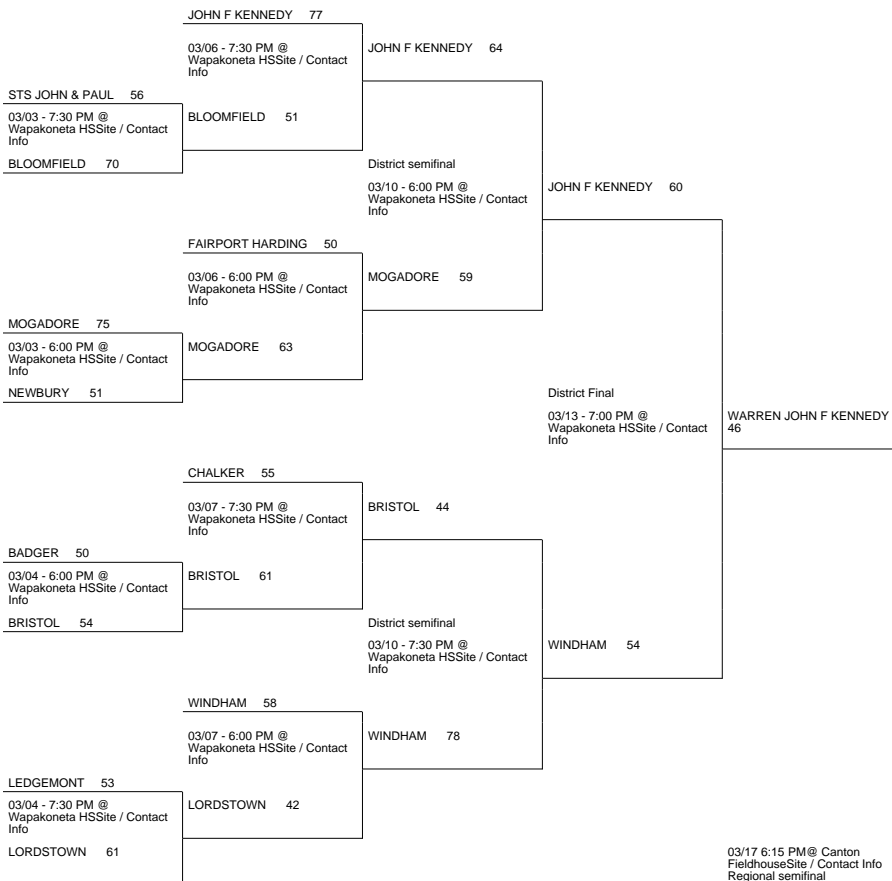 JOHN F KENNEDY 77
03/06 - 7:30 PM @
Wapakoneta HSSite / Contact
Info
JOHN F KENNEDY 64
STS JOHN & PAUL 56
03/03 - 7:30 PM @
Wapakoneta HSSite / Contact
Info
BLOOMFIELD 51
BLOOMFIELD 70
District semifinal
03/10 - 6:00 PM @
Wapakoneta HSSite / Contact
Info
JOHN F KENNEDY 60
FAIRPORT HARDING 50
03/06 - 6:00 PM @
Wapakoneta HSSite / Contact
Info
MOGADORE 59
MOGADORE 75
03/03 - 6:00 PM @
Wapakoneta HSSite / Contact
Info
MOGADORE 63
NEWBURY 51
District Final
03/13 - 7:00 PM @
Wapakoneta HSSite / Contact
Info
WARREN JOHN F KENNEDY
46
CHALKER 55
03/07 - 7:30 PM @
Wapakoneta HSSite / Contact
Info
BRISTOL 44
BADGER 50
03/04 - 6:00 PM @
Wapakoneta HSSite / Contact
Info
BRISTOL 61
BRISTOL 54
District semifinal
03/10 - 7:30 PM @
Wapakoneta HSSite / Contact
Info
WINDHAM 54
WINDHAM 58
03/07 - 6:00 PM @
Wapakoneta HSSite / Contact
Info
WINDHAM 78
LEDGEMONT 53
03/04 - 7:30 PM @
Wapakoneta HSSite / Contact
Info
LORDSTOWN 42
LORDSTOWN 61
03/17 6:15 PM@ Canton
FieldhouseSite / Contact Info
Regional semifinal